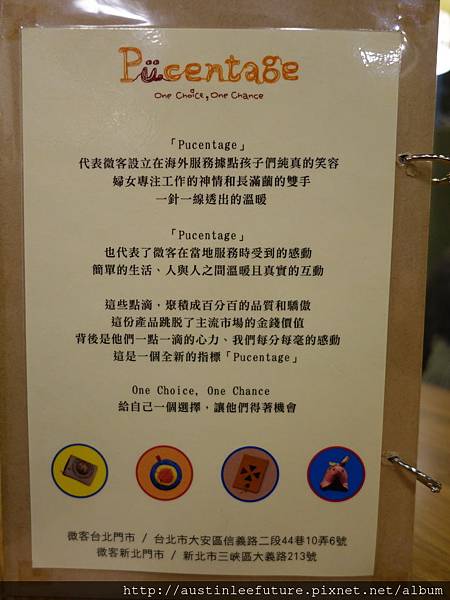 Pücentage
One Choice, One Chance
「Pucentage」
代表微客設立在海外服務據點孩子們純真的笑容
婦女專注工作的神情和長滿繭的雙手
一針一線透出的溫暖
「Pucentage」
也代表了微客在當地服務時受到的感動
簡單的生活、人與人之間溫暖且真實的互動
這些點滴，聚積成百分百的品質和驕傲
這份產品跳脫了主流市場的金錢價值
背後是他們一點一滴的心力、我們每分每毫的感動
這是一個全新的指標「Pucentage」
One Choice, One Chance
給自己一個選擇，讓他們得著機會
微客台北門市 / 台北市大安區信義路二段44巷10弄6號
微客新北門市 / 新北市三峽區大義路213號
http://austinleefuture.pixnet.net/album